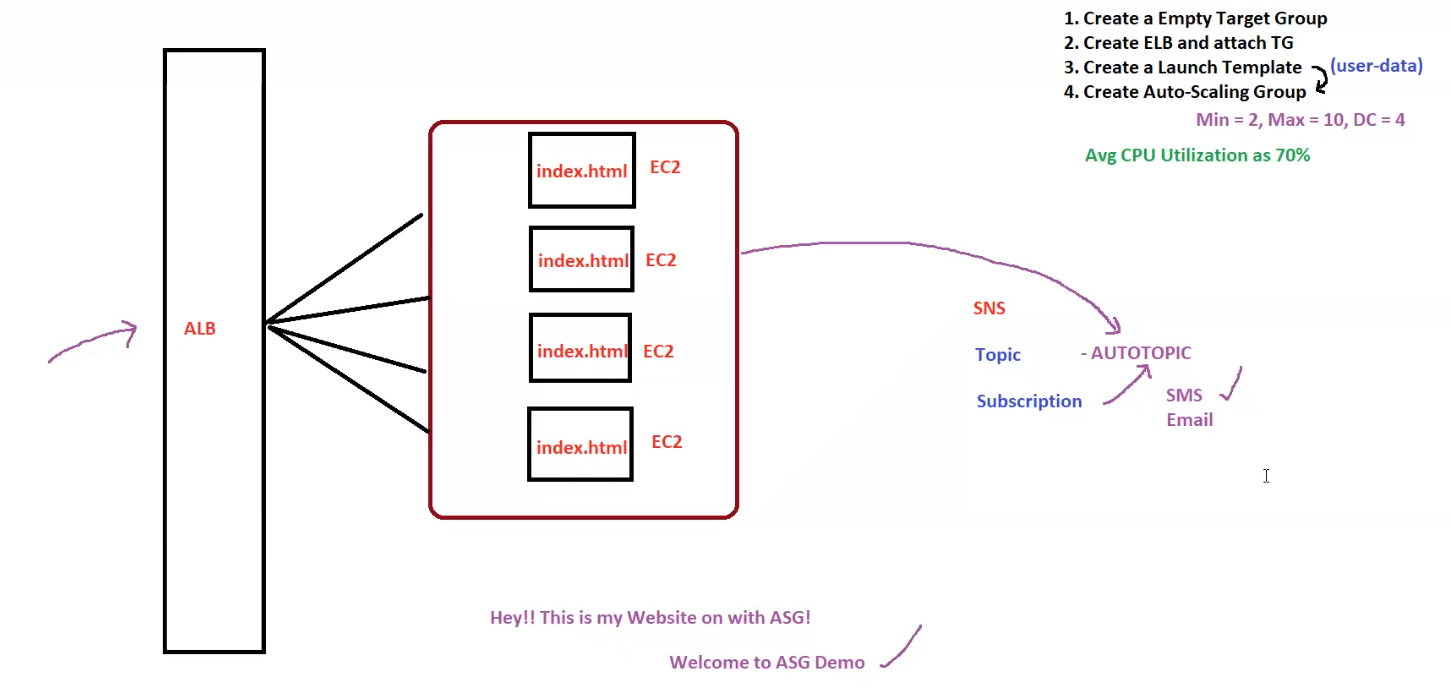 1. Create a Empty Target Group
2. Create ELB and attach TG
3. Create a Launch Template (user-data)
4. Create Auto-Scaling Group
Min = 2, Max = 10, DC = 4
Avg CPU Utilization as 70%
ALB
index.html EC2
index.html EC2
index.html EC2
index.html EC2
SNS
Topic - AUTOTOPIC
Subscription SMS
Email
Hey!! This is my Website on with ASG!
Welcome to ASG Demo